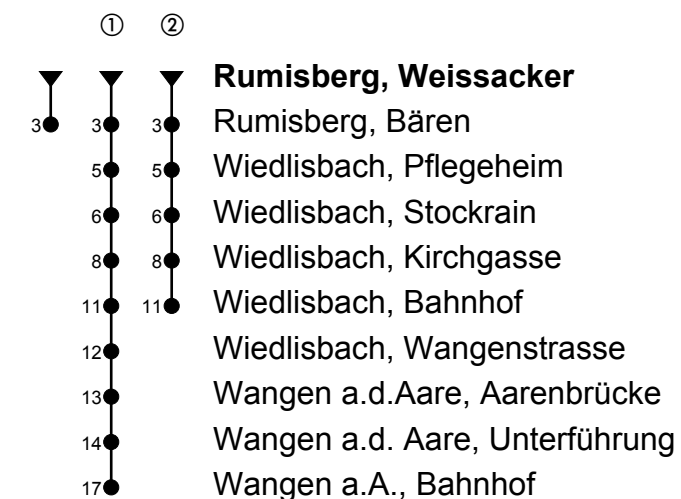 ① ②
Rumisberg, Weissacker
3 3 3 Rumisberg, Bären
5 5 Wiedlisbach, Pflegeheim
6 6 Wiedlisbach, Stockrain
8 8 Wiedlisbach, Kirchgasse
11 11 Wiedlisbach, Bahnhof
12 Wiedlisbach, Wangenstrasse
13 Wangen a.d.Aare, Aarenbrücke
14 Wangen a.d. Aare, Unterführung
17 Wangen a.A., Bahnhof